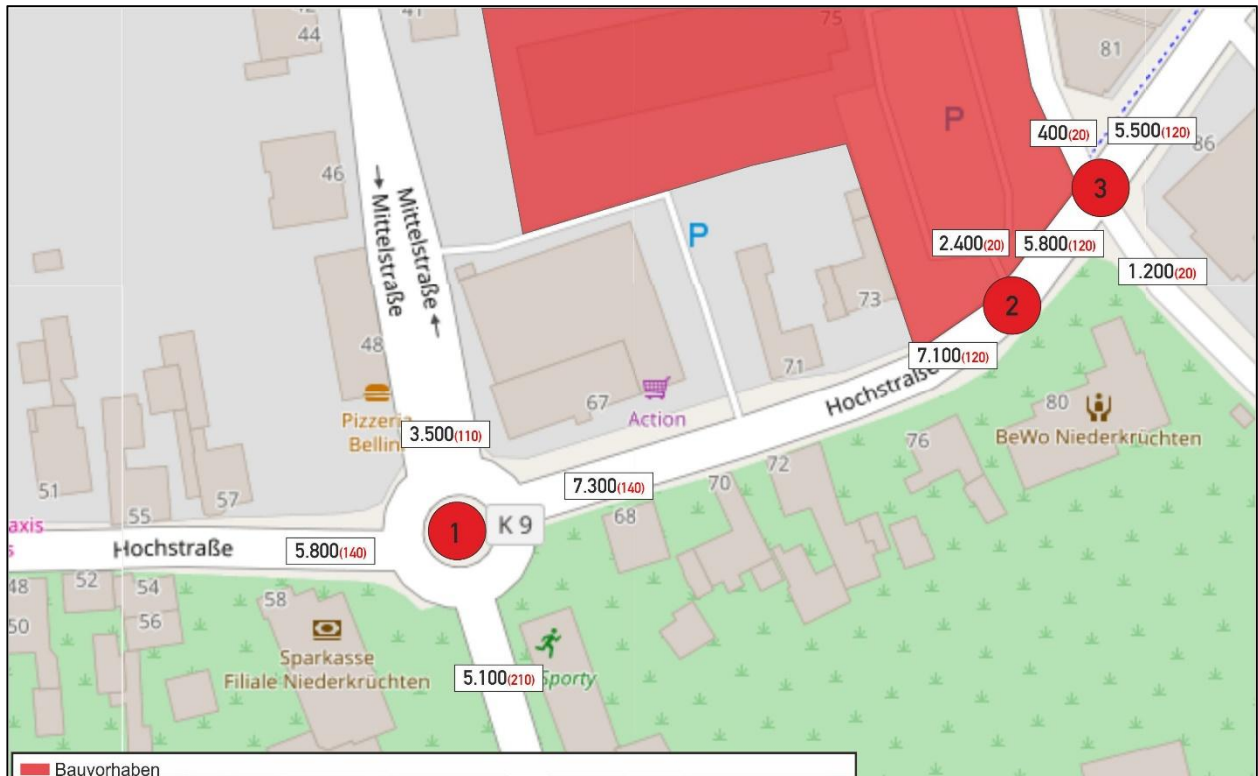 44
41
75
81
P
400(20)
5.500(120)
86
46
3
→Mittelstraße
Mittelstraße←
P
2.400(20)
5.800(120)
1.200(20)
73
2
48
71
7.100(120)
Hochstraße
Pizzeria
Bellin
67
Action
80
BeWo Niederkrüchten
3.500(110)
76
72
51
57
55
7.300(140)
70
68
axis
s
1
K 9
Hochstraße
5.800(140)
48
52
54
58
50
56
Sparkasse
Filiale Niederkrüchten
5.100(210)
Sporty
Bauvorhaben